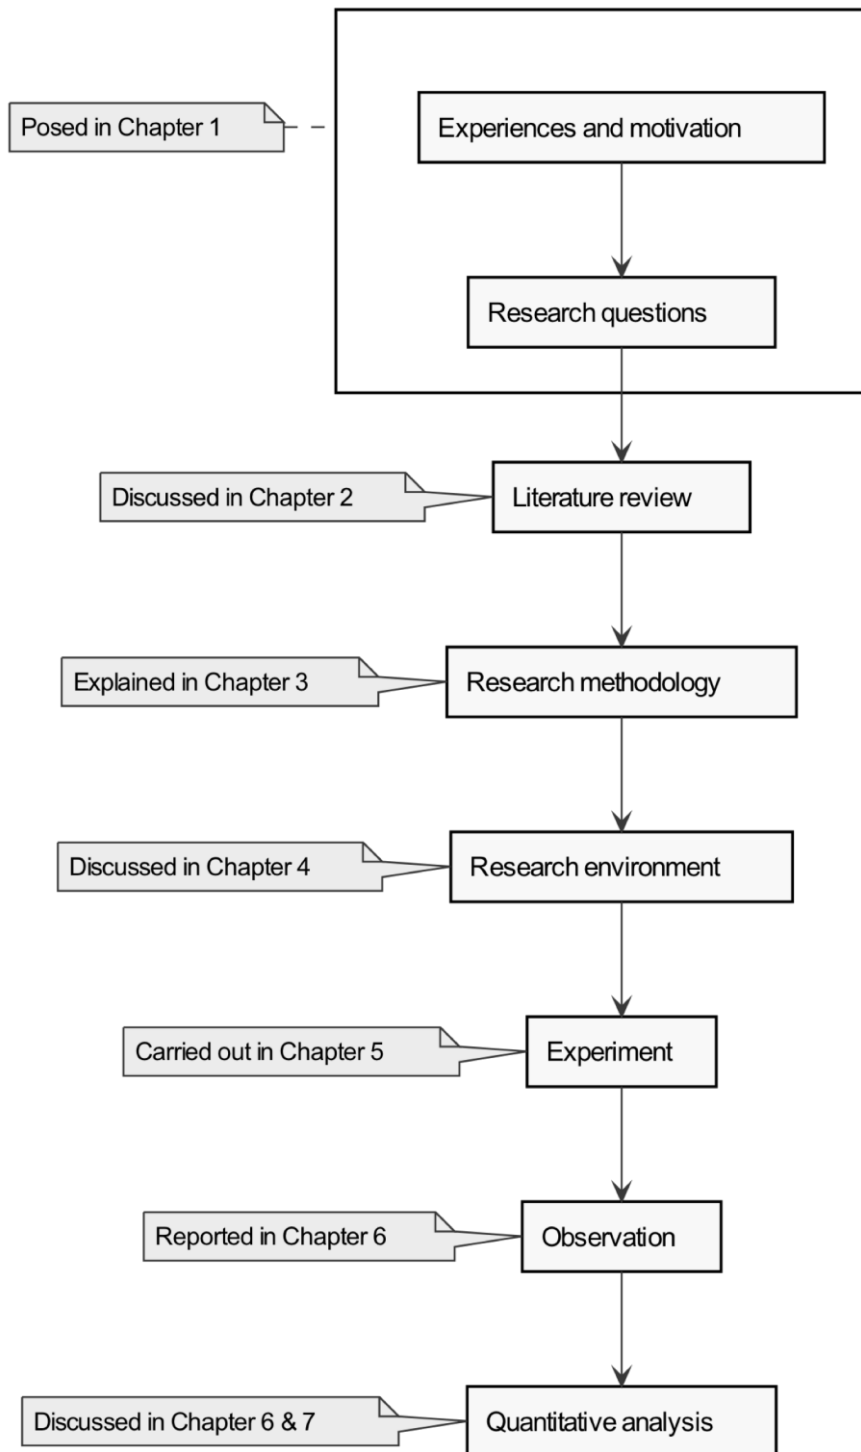 Posed in Chapter 1
Experiences and motivation
Research questions
Discussed in Chapter 2
Literature review
Explained in Chapter 3
Research methodology
Discussed in Chapter 4
Research environment
Carried out in Chapter 5
Experiment
Reported in Chapter 6
Observation
Discussed in Chapter 6 & 7
Quantitative analysis